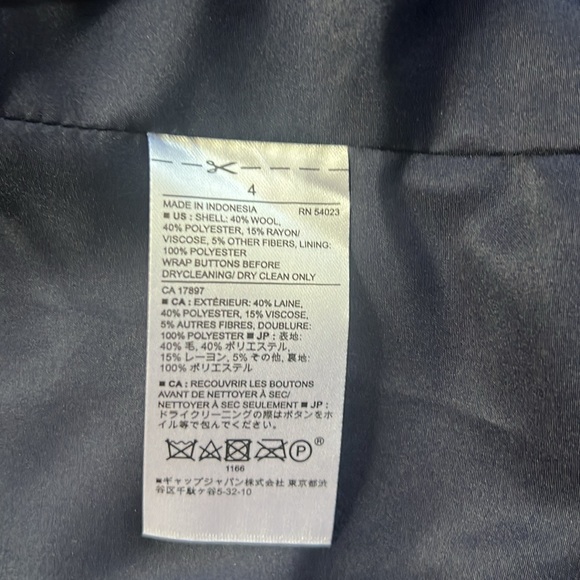 4
MADE IN INDONESIA RN 54023
■ US : SHELL: 40% WOOL,
40% POLYESTER, 15% RAYON/
VISCOSE, 5% OTHER FIBERS, LINING:
100% POLYESTER
WRAP BUTTONS BEFORE
DRYCLEANING/ DRY CLEAN ONLY
CA 17897
■ CA : EXTÉRIEUR: 40% LAINE,
40% POLYESTER, 15% VISCOSE,
5% AUTRES FIBRES, DOUBLURE:
100% POLYESTER ■ JP : 表地:
40% 毛, 40% ポリエステル,
15% レーヨン, 5% その他, 裏地:
100% ポリエステル
■ CA : RECOUVRIR LES BOUTONS
AVANT DE NETTOYER À SEC/
NETTOYER À SEC SEULEMENT ■ JP :
ドライクリーニングの際はボタンをホ
イル等で包んでください。
P ®
1166
■ギャップジャパン株式会社 東京都渋
谷区千駄ヶ谷5-32-10